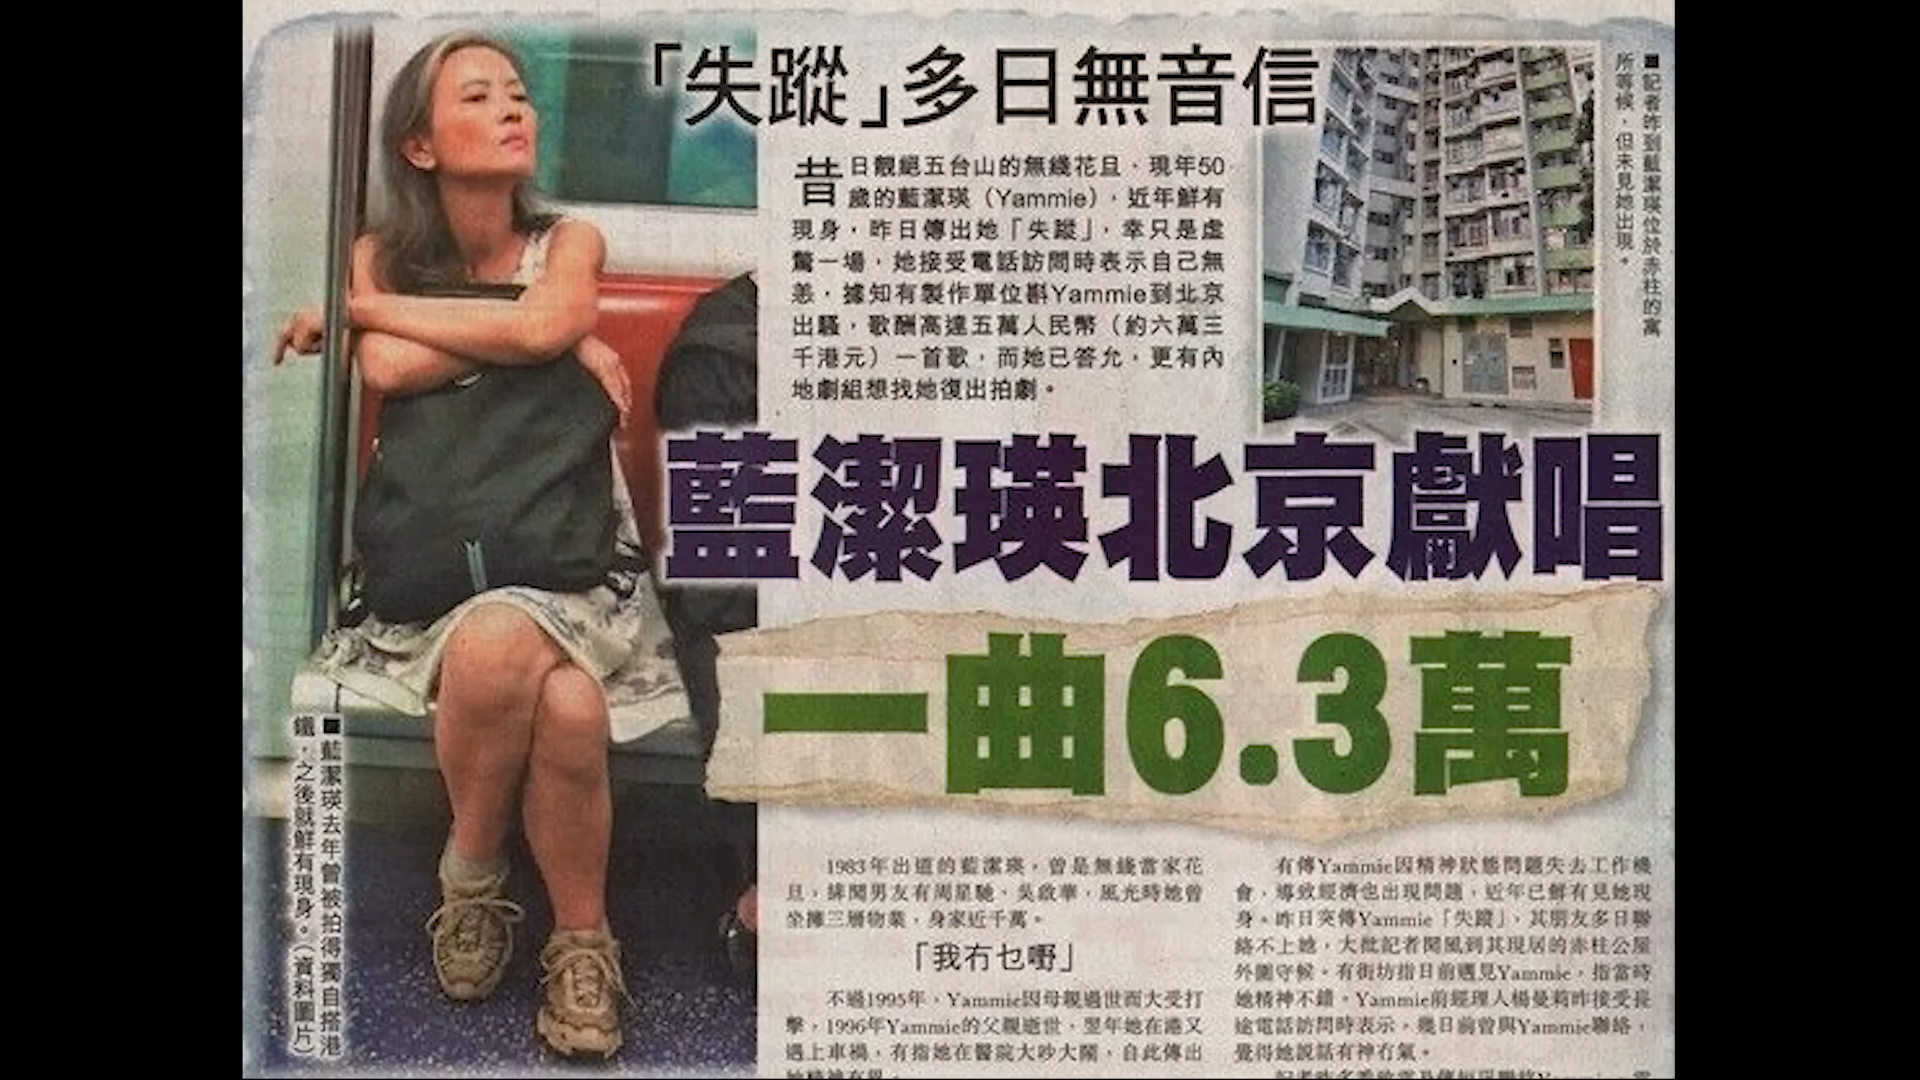 「失蹤」多日無音信
昔日靚絕五台山的無綫花旦、現年50
歲的藍潔瑛（Yammie），近年鮮有
現身，昨日傳出她「失蹤」，幸只是虛
驚一場，她接受電話訪問時表示自己無
恙，據知有製作單位斟Yammie到北京
出騷，歌酬高達五萬人民幣（約六萬三
千港元）一首歌，而她已答允，更有內
地劇組想找她復出拍劇。
■記者昨到藍潔瑛位於赤柱的寓
所等候，但未見她出現。
藍潔瑛北京獻唱
一曲6.3萬
■藍潔瑛去年曾被拍得獨自搭港
鐵，之後就鮮有現身。（資料圖片）
1983年出道的藍潔瑛，曾是無綫當家花
旦，緋聞男友有周星馳、吳啟華，風光時她曾
坐擁三層物業，身家近千萬。
「我冇乜嘢」
不過1995年，Yammie因母親過世而大受打
擊，1996年Yammie的父親逝世，翌年她在港又
遇上車禍，有指她在醫院大吵大鬧，自此傳出
有傳Yammie因精神狀態問題失去工作機
會，導致經濟也出現問題，近年已鮮有見她現
身。昨日突傳Yammie「失蹤」，其朋友多日聯
絡不上她，大批記者聞風到其現居的赤柱公屋
外圍守候。有街坊指日前遇見Yammie，指當時
她精神不錯。Yammie前經理人楊曼莉昨接受長
途電話訪問時表示，幾日前曾與Yammie聯絡，
覺得她說話有神冇氣。